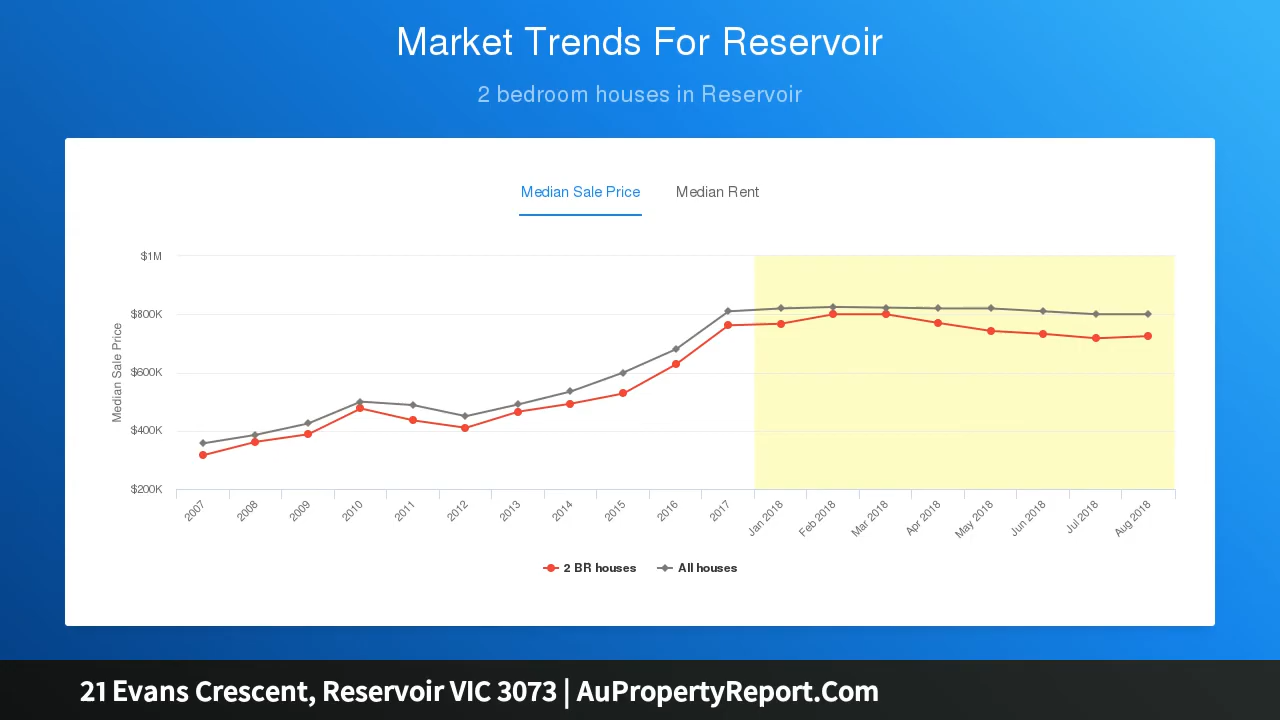 Market Trends For Reservoir
2 bedroom houses in Reservoir
Median Sale Price Median Rent
$1M
$800K
$600K
$400K
$200K
Median Sale Price
2007 2008 2009 2010 2011 2012 2013 2014 2015 2016 2017 Jan 2018 Feb 2018 Mar 2018 Apr 2018 May 2018 Jun 2018 Jul 2018 Aug 2018
2 BR houses All houses
21 Evans Crescent, Reservoir VIC 3073 | AuPropertyReport.Com